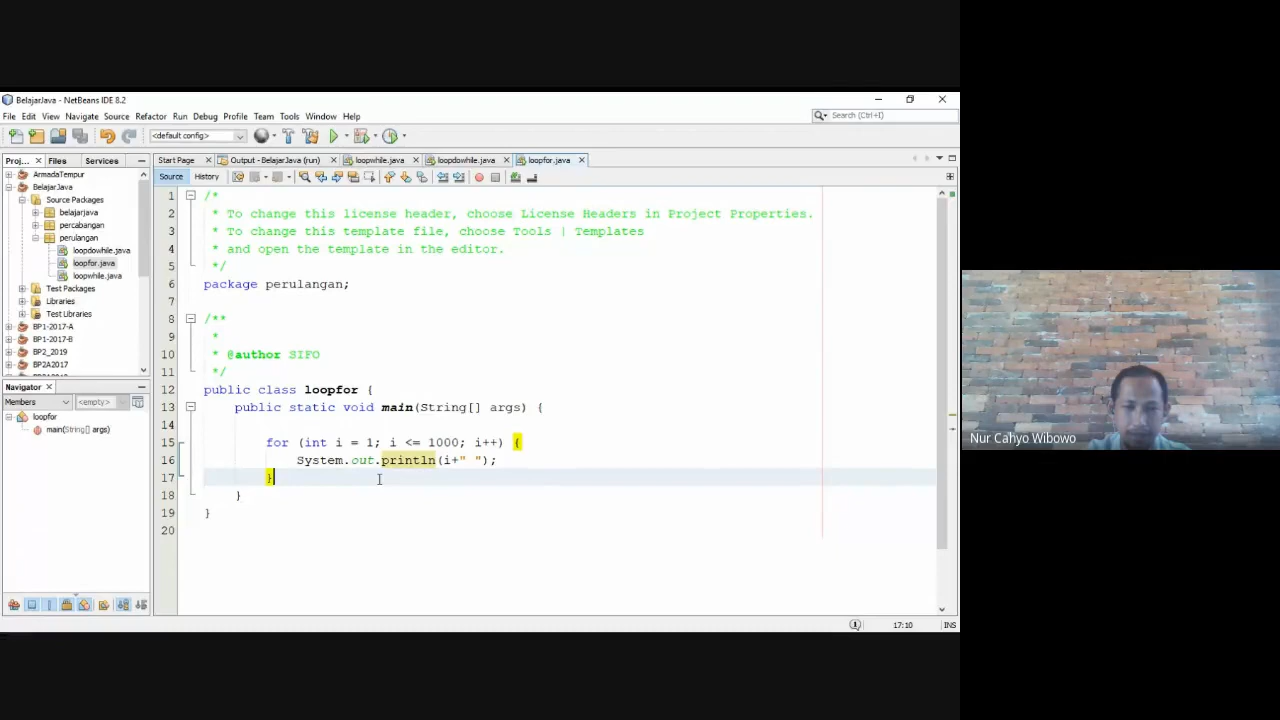 BelajarJava - NetBeans IDE 8.2
File Edit View Navigate Source Refactor Run Debug Profile Team Tools Window Help
Search (Ctrl+I)
<default config>
Proj... Files Services
Start Page Output - BelajarJava (run) loopwhile.java loopdowhile.java loopfor.java
Source History
ArmadaTempur
BelajarJava
Source Packages
belajarjava
percabangan
perulangan
loopdowhile.java
loopfor.java
loopwhile.java
Test Packages
Libraries
Test Libraries
BP1-2017-A
BP1-2017-B
BP2_2019
BP2A2017
Navigator
Members <empty>
loopfor
main(String[] args)
1 /*
2 * To change this license header, choose License Headers in Project Properties.
3 * To change this template file, choose Tools | Templates
4 * and open the template in the editor.
5 */
6 package perulangan;
7
8 /**
9 *
10 * @author SIFO
11 */
12 public class loopfor {
13 public static void main(String[] args) {
15 for (int i = 1; i <= 1000; i++) {
16 System.out.println(i+" ");
17 }
18 }
19 }
20
17:10 INS
Nur Cahyo Wibowo